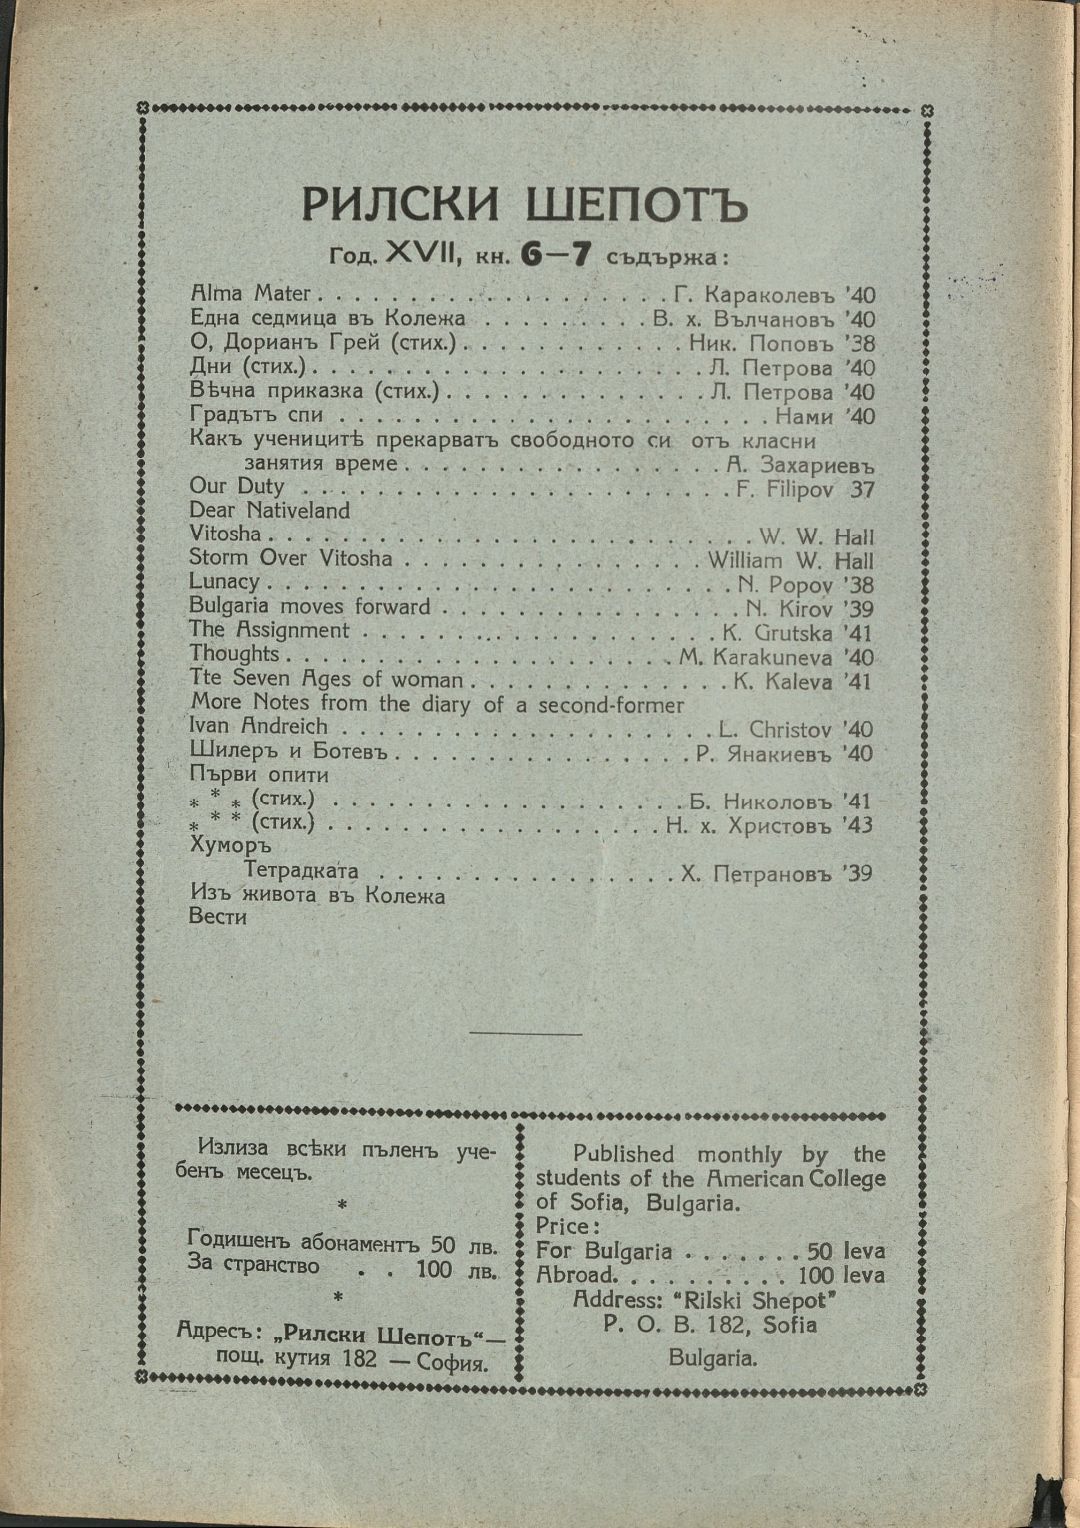 РИЛСКИ ШЕПОТЪ
Год. XVII, кн. 6—7 съдържа:
Alma Mater . . . . . . . . . . . . . . . . . . . Г. Караколевъ '40
Една седмица въ Колежа . . . . . . . . . В. х. Вълчановъ '40
О, Дорианъ Грей (стих.) . . . . . . . . . . . . Ник. Поповъ '38
Дни (стих.) . . . . . . . . . . . . . . . . . . . . . Л. Петрова '40
Вѣчна приказка (стих.) . . . . . . . . . . . . . . Л. Петрова '40
Градътъ спи . . . . . . . . . . . . . . . . . . . . . . . Нами '40
Какъ ученицитѣ прекарватъ свободното си отъ класни
занятия време . . . . . . . . . . . . . . . . . А. Захариевъ
Our Duty . . . . . . . . . . . . . . . . . . . . . . . F. Filipov 37
Dear Nativeland
Vitosha . . . . . . . . . . . . . . . . . . . . . . . . . . W. W. Hall
Storm Over Vitosha . . . . . . . . . . . . . . . . William W. Hall
Lunacy . . . . . . . . . . . . . . . . . . . . . . . . . N. Popov '38
Bulgaria moves forward . . . . . . . . . . . . . . . . N. Kirov '39
The Assignment . . . . . . . . . . . . . . . . . . . . K. Grutska '41
Thoughts . . . . . . . . . . . . . . . . . . . . . M. Karakuneva '40
Tte Seven Ages of woman . . . . . . . . . . . . . . K. Kaleva '41
More Notes from the diary of a second-former
Ivan Andreich . . . . . . . . . . . . . . . . . . . . L. Christov '40
Шилеръ и Ботевъ . . . . . . . . . . . . . . . . Р. Янакиевъ '40
Първи опити
* * * (стих.) . . . . . . . . . . . . . . . . . . . Б. Николовъ '41
* * * (стих.) . . . . . . . . . . . . . . . . . . Н. х. Христовъ '43
Хуморъ
Тетрадката . . . . . . . . . . . . . . . . Х. Петрановъ '39
Изъ живота въ Колежа
Вести
Излиза всѣки пъленъ уче-
бенъ месецъ.
*
Годишенъ абонаментъ 50 лв.
За странство . . 100 лв.
*
Адресъ: „Рилски Шепотъ“—
пощ. кутия 182 — София.
Published monthly by the
students of the American College
of Sofia, Bulgaria.
Price:
For Bulgaria . . . . . . . 50 leva
Abroad. . . . . . . . . . 100 leva
Address: “Rilski Shepot”
P. O. B. 182, Sofia
Bulgaria.